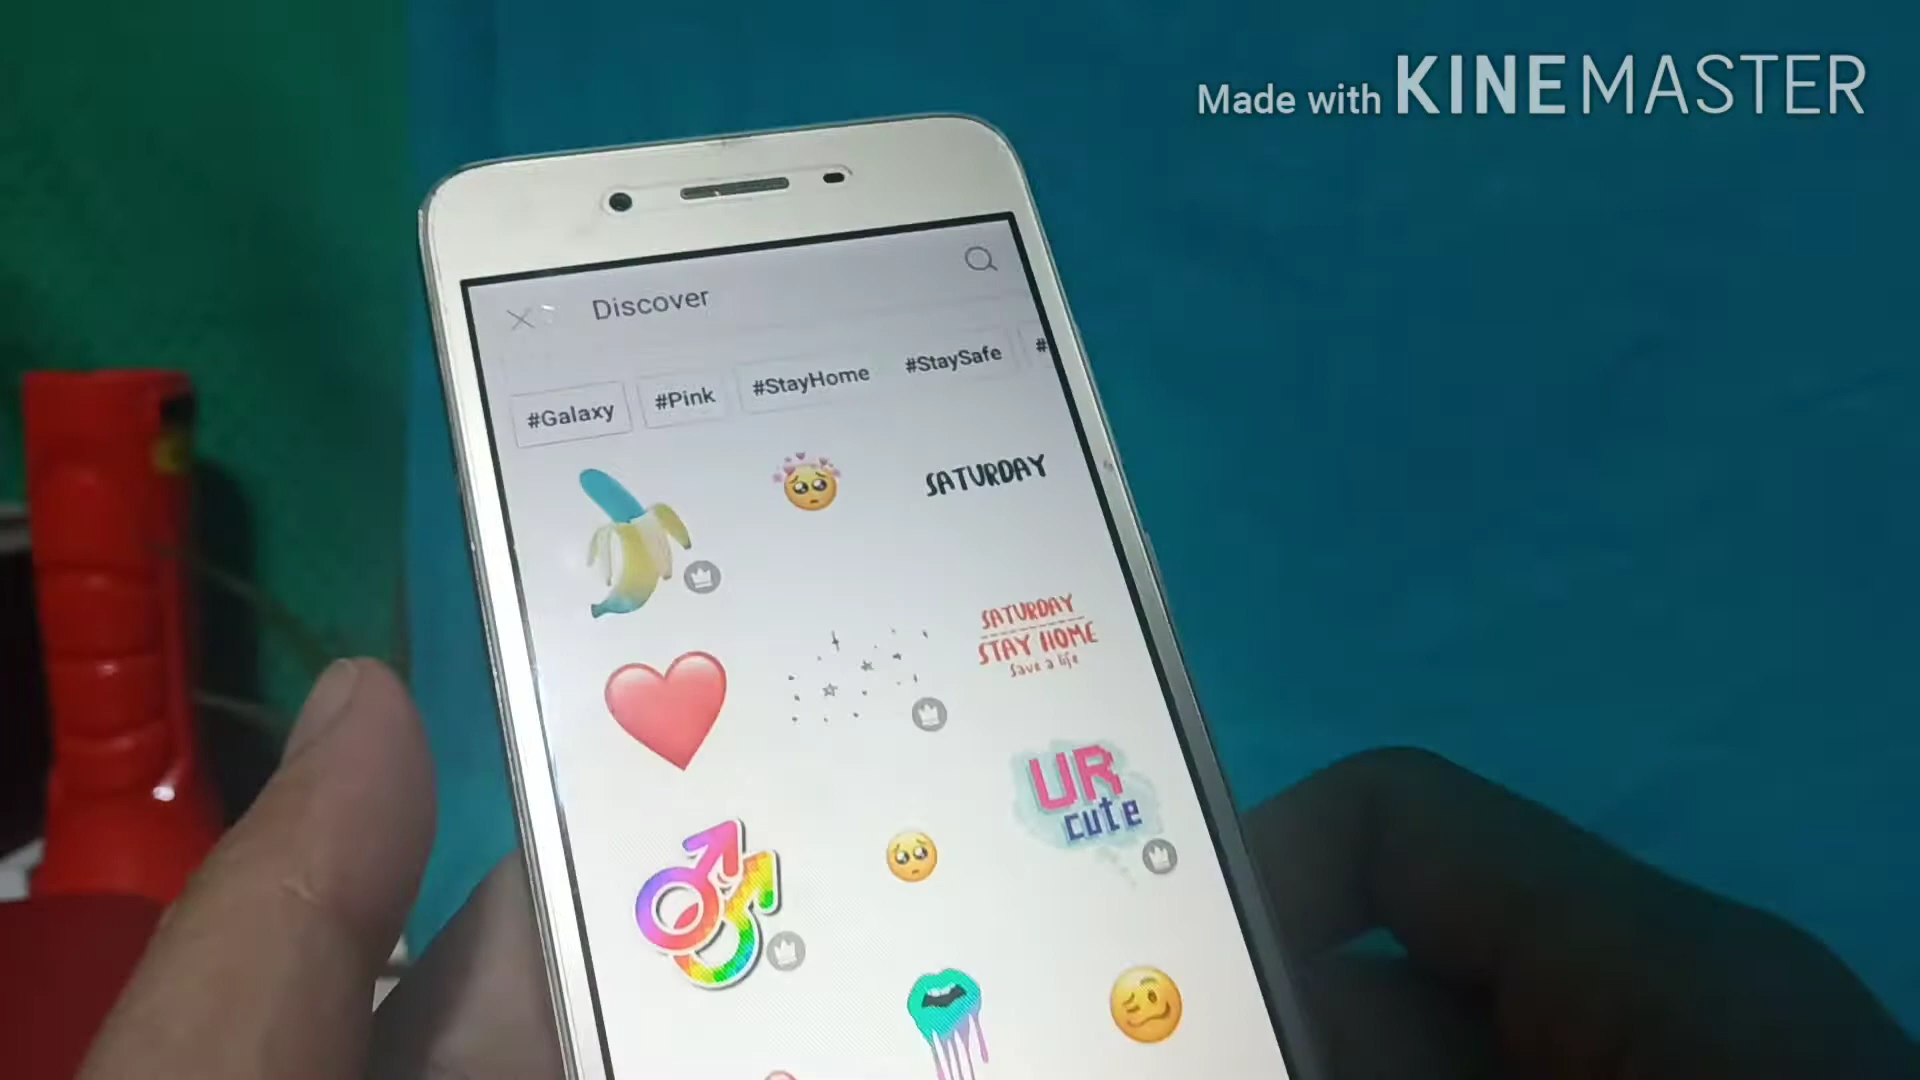 Made with KINEMASTER
Discover
#Galaxy #Pink #StayHome #StaySafe #
SATURDAY
SATURDAY
STAY HOME
Save a life
UR
cute